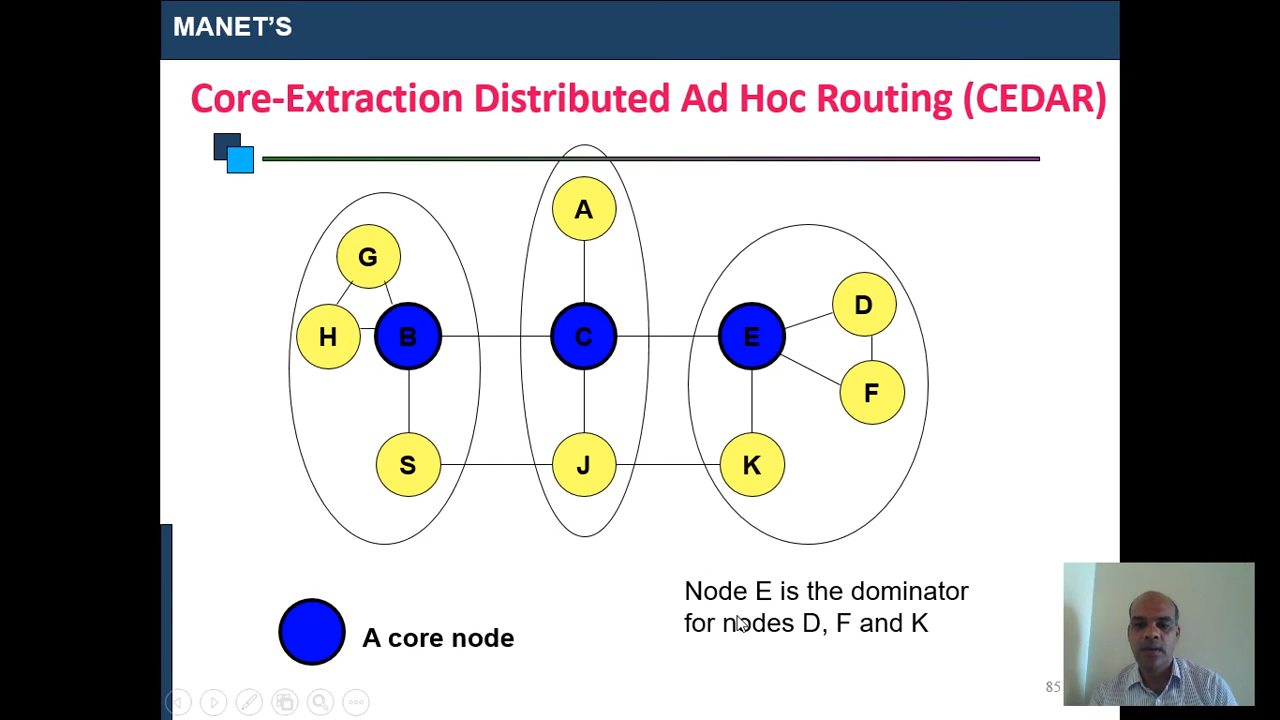 MANET'S
Core-Extraction Distributed Ad Hoc Routing (CEDAR)
A
G
D
H
B
C
E
F
S
J
K
Node E is the dominator
for nodes D, F and K
A core node
85